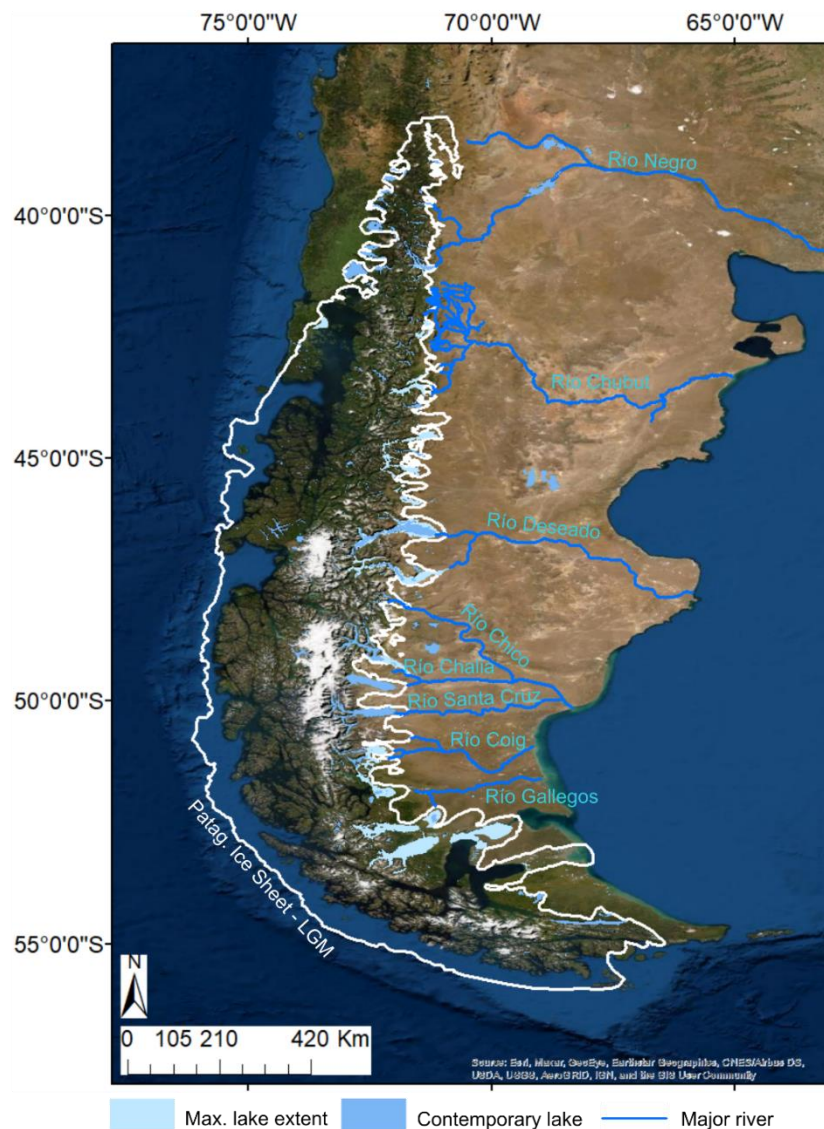 75°0'0"W 70°0'0"W 65°0'0"W
40°0'0"S
45°0'0"S
50°0'0"S
55°0'0"S
Río Negro
Río Chubut
Río Deseado
Río Chico
Río Chalia
Río Santa Cruz
Río Coig
Río Gallegos
Patag. Ice Sheet - LGM
N
0 105 210 420 Km
Source: Esri, Maxar, GeoEye, Earthstar Geographics, CNES/Airbus DS,
USDA, USGS, AeroGRID, IGN, and the GIS User Community
Max. lake extent Contemporary lake Major river